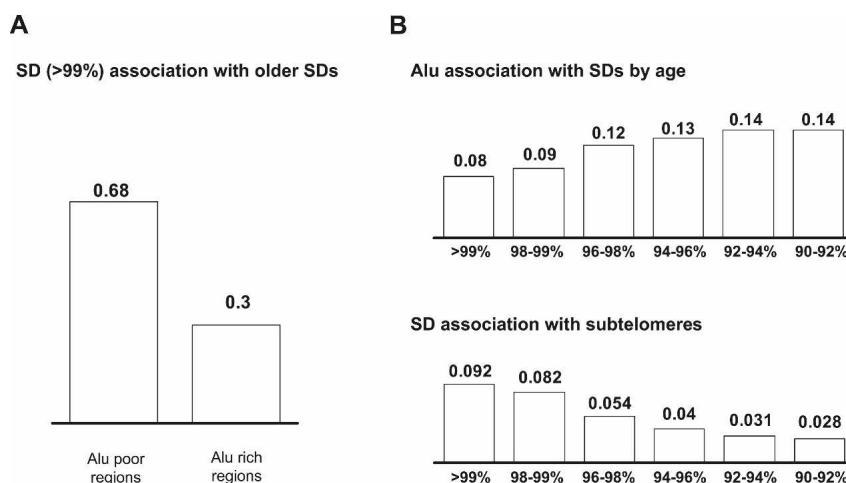 A
SD (>99%) association with older SDs
0.68
0.3
Alu poor regions
Alu rich regions
B
Alu association with SDs by age
0.08 0.09 0.12 0.13 0.14 0.14
>99% 98-99% 96-98% 94-96% 92-94% 90-92%
SD association with subtelomeres
0.092 0.082 0.054 0.04 0.031 0.028
>99% 98-99% 96-98% 94-96% 92-94% 90-92%